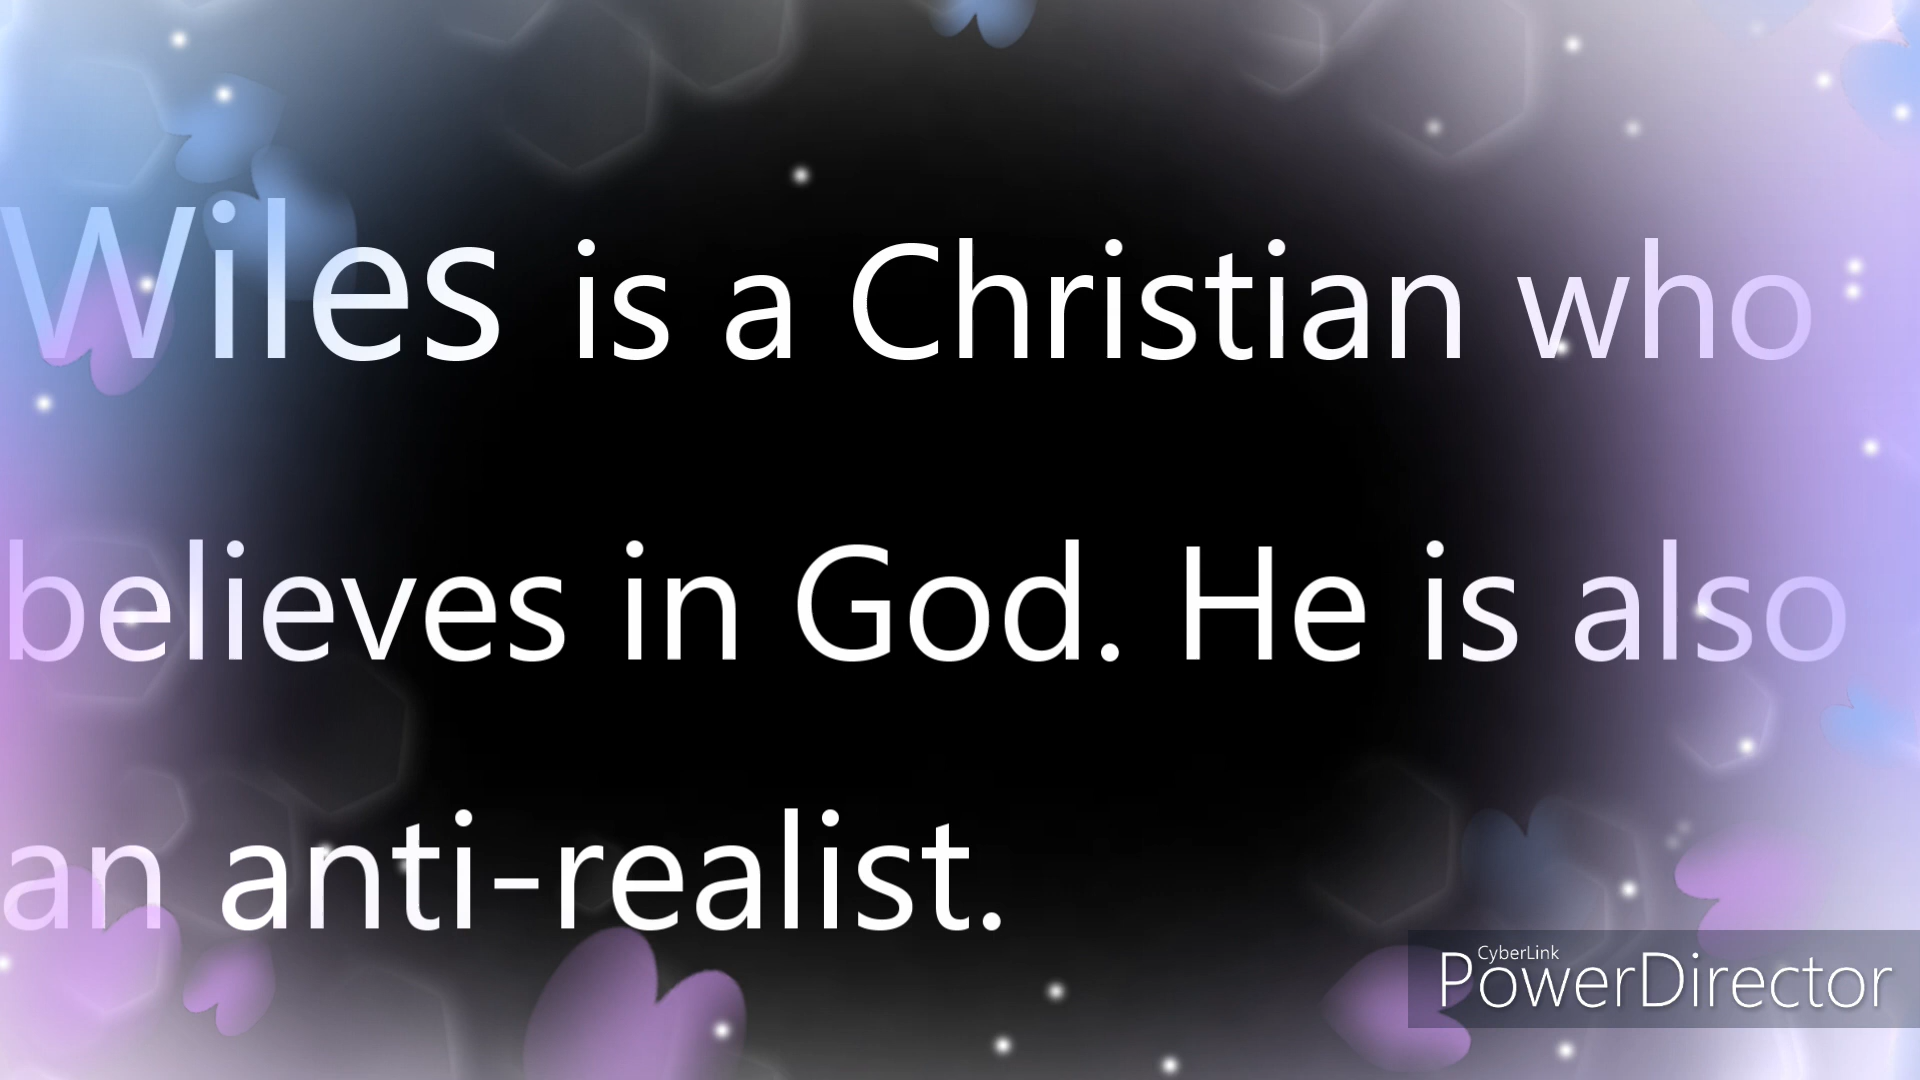 Wiles is a Christian who
believes in God. He is also
an anti-realist.
CyberLink
PowerDirector